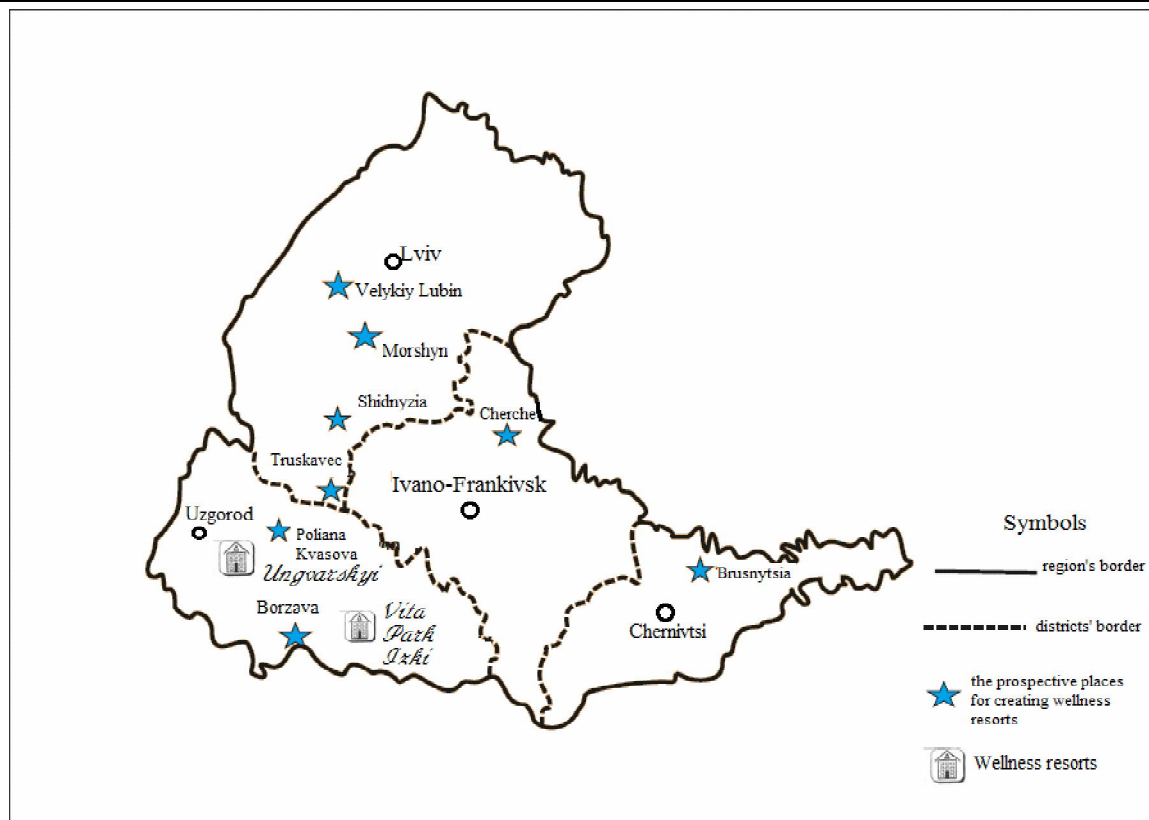 Lviv
Velykiy Lubin
Morshyn
Shidnyzia
Cherche
Truskavec
Ivano-Frankivsk
Uzgorod
Poliana
Kvasova
Ungvarskyi
Brusnytsia
Borzava
Vita
Park
Izki
Chernivtsi
Symbols
region's border
districts' border
the prospective places
for creating wellness
resorts
Wellness resorts